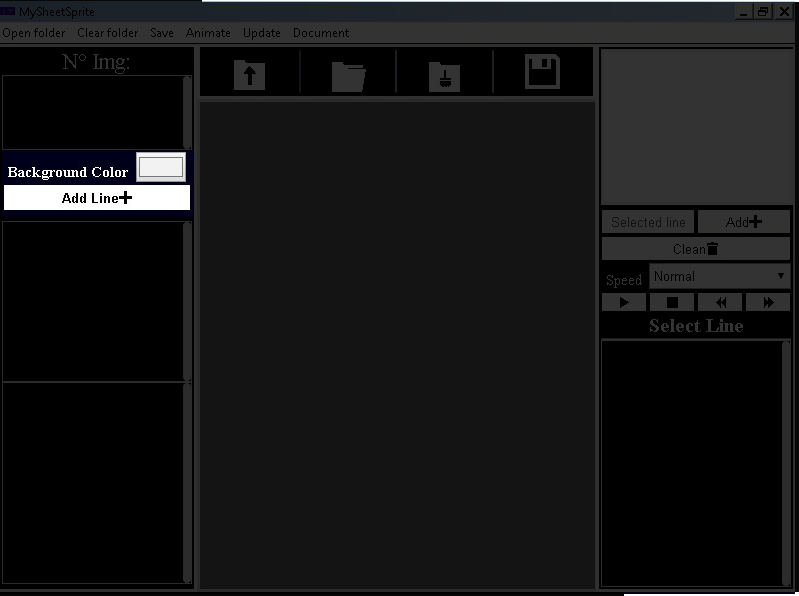 MySheetSprite
Open folder Clear folder Save Animate Update Document
N° Img:
Background Color
Add Line
Selected line Add
Clean
Speed Normal
Select Line